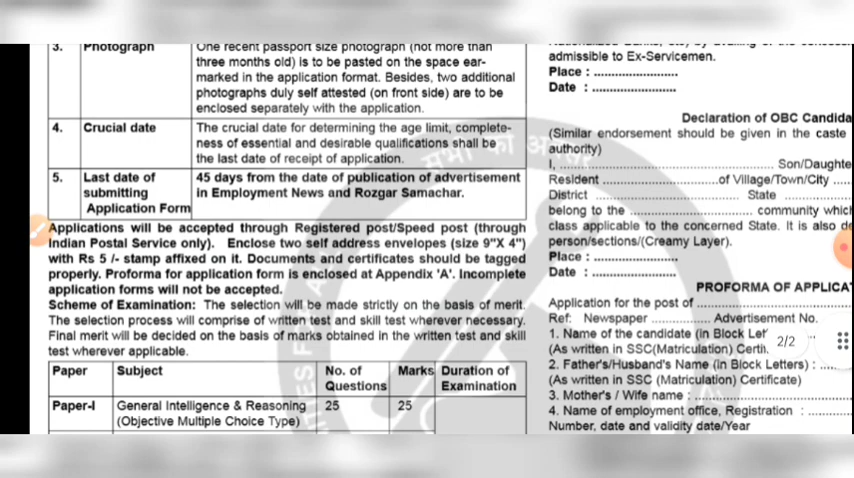 3. Photograph One recent passport size photograph (not more than
three months old) is to be pasted on the space ear-
marked in the application format. Besides, two additional
photographs duly self attested (on front side) are to be
enclosed separately with the application.
4. Crucial date The crucial date for determining the age limit, complete-
ness of essential and desirable qualifications shall be
the last date of receipt of application.
5. Last date of 45 days from the date of publication of advertisement
submitting in Employment News and Rozgar Samachar.
Application Form
Applications will be accepted through Registered post/Speed post (through
Indian Postal Service only). Enclose two self address envelopes (size 9"X 4")
with Rs 5 /- stamp affixed on it. Documents and certificates should be tagged
properly. Proforma for application form is enclosed at Appendix 'A'. Incomplete
application forms will not be accepted.
Scheme of Examination: The selection will be made strictly on the basis of merit.
The selection process will comprise of written test and skill test wherever necessary.
Final merit will be decided on the basis of marks obtained in the written test and skill
test wherever applicable.
Paper Subject No. of Marks Duration of
Questions Examination
Paper-I General Intelligence & Reasoning 25 25
(Objective Multiple Choice Type)
admissible to Ex-Servicemen.
Place : ........................
Date : ........................
Declaration of OBC Candida
(Similar endorsement should be given in the caste
authority)
I, ................................................ Son/Daughte
Resident ........................of Village/Town/City ......
District ........................ State ........................
belong to the ........................ community whic
class applicable to the concerned State. It is also de
person/sections/(Creamy Layer).
Place : ........................
Date : ........................
PROFORMA OF APPLICA
Application for the post of ........................
Ref: Newspaper .................. Advertisement No.
1. Name of the candidate (in Block Let
(As written in SSC(Matriculation) Certi
2. Father's/Husband's Name (in Block Letters) : ....
(As written in SSC (Matriculation) Certificate)
3. Mother's / Wife name : ........................
4. Name of employment office, Registration : ..........
Number, date and validity date/Year
2/2